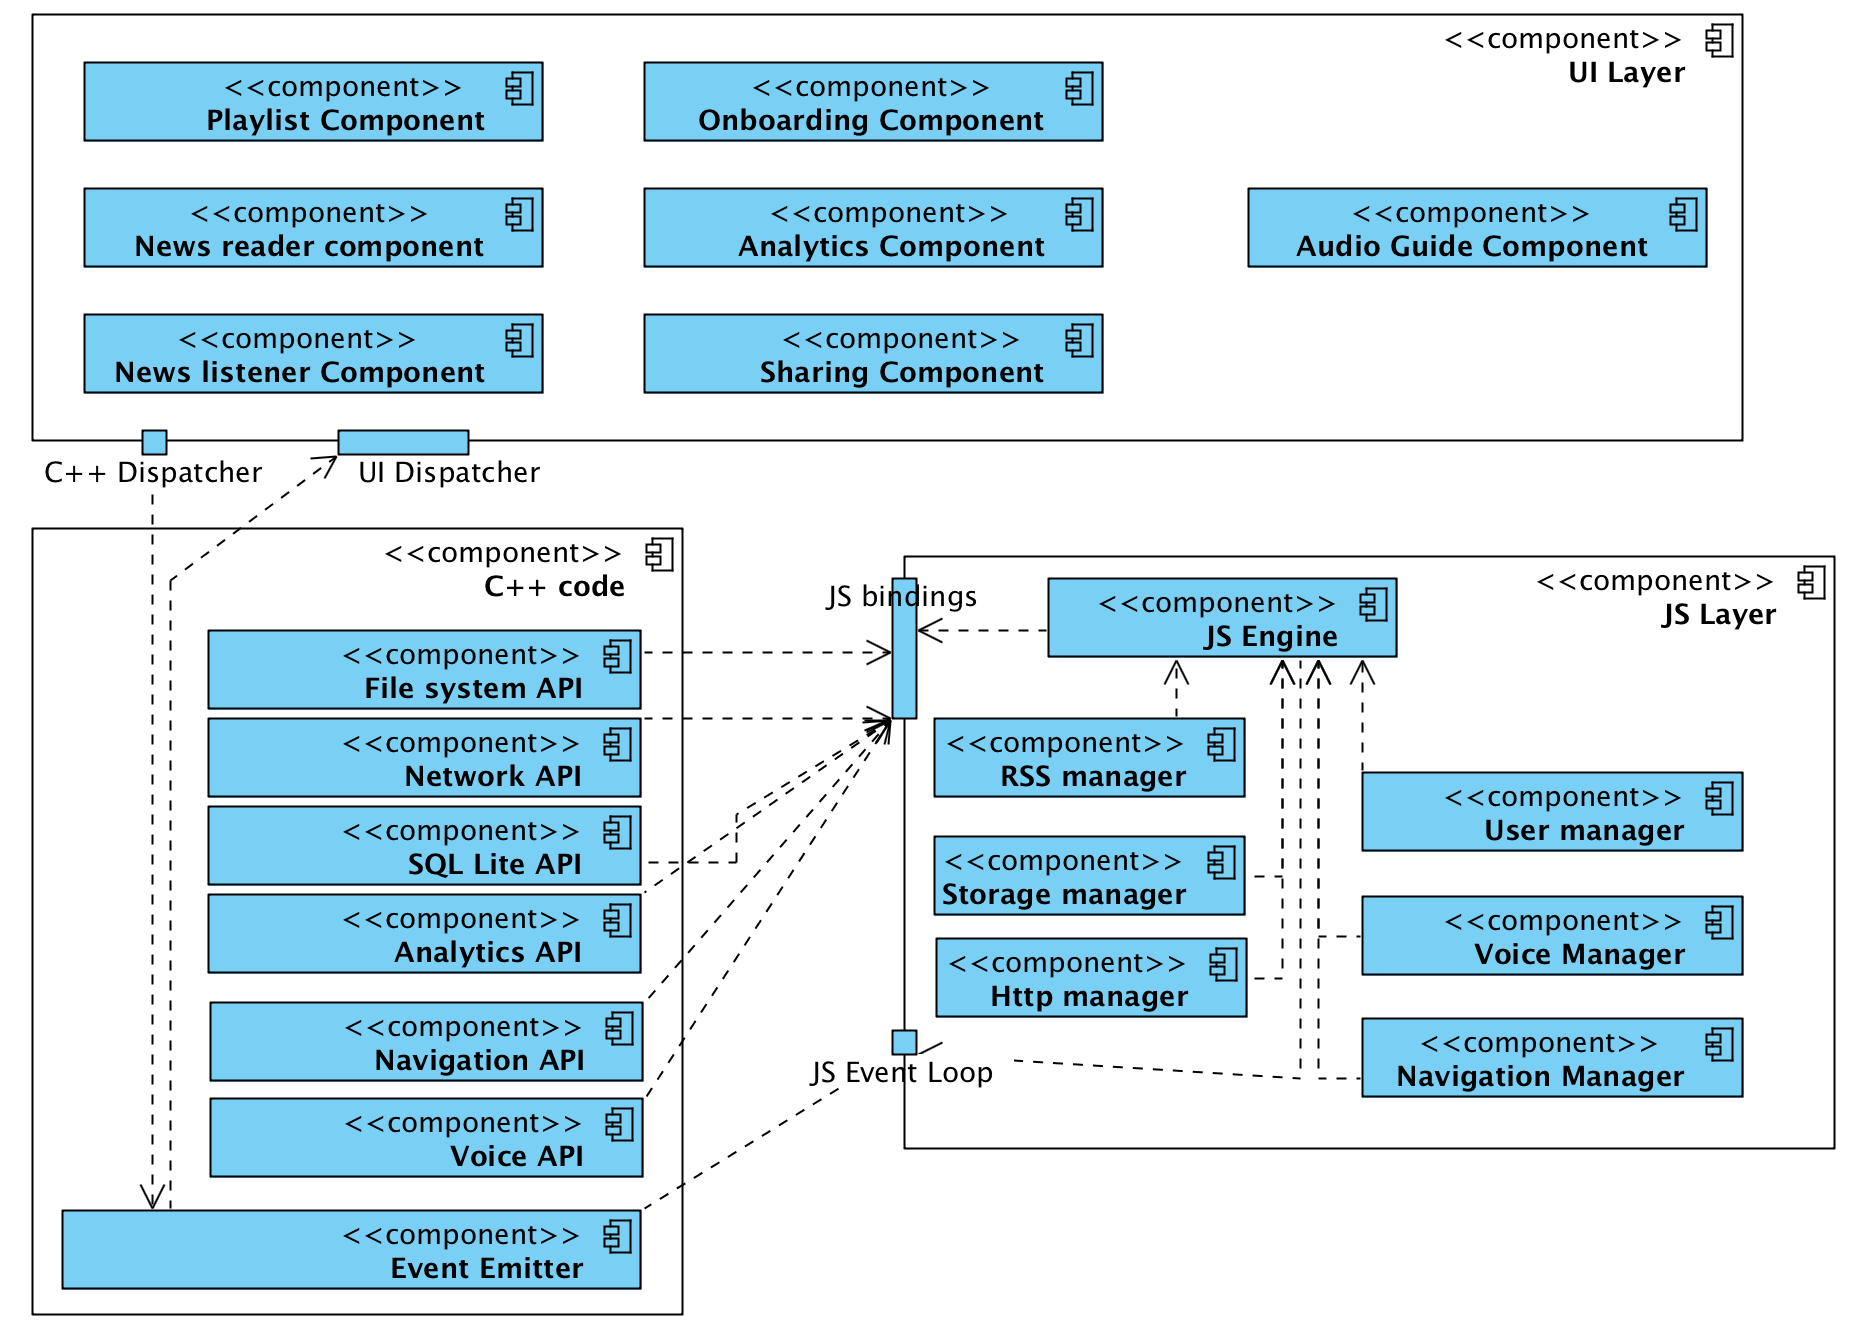 <<component>>
UI Layer
<<component>>
Playlist Component
<<component>>
Onboarding Component
<<component>>
News reader component
<<component>>
Analytics Component
<<component>>
Audio Guide Component
<<component>>
News listener Component
<<component>>
Sharing Component
C++ Dispatcher
UI Dispatcher
<<component>>
C++ code
<<component>>
File system API
<<component>>
Network API
<<component>>
SQL Lite API
<<component>>
Analytics API
<<component>>
Navigation API
<<component>>
Voice API
<<component>>
Event Emitter
JS bindings
<<component>>
JS Layer
<<component>>
JS Engine
<<component>>
RSS manager
<<component>>
User manager
<<component>>
Storage manager
<<component>>
Voice Manager
<<component>>
Http manager
<<component>>
Navigation Manager
JS Event Loop